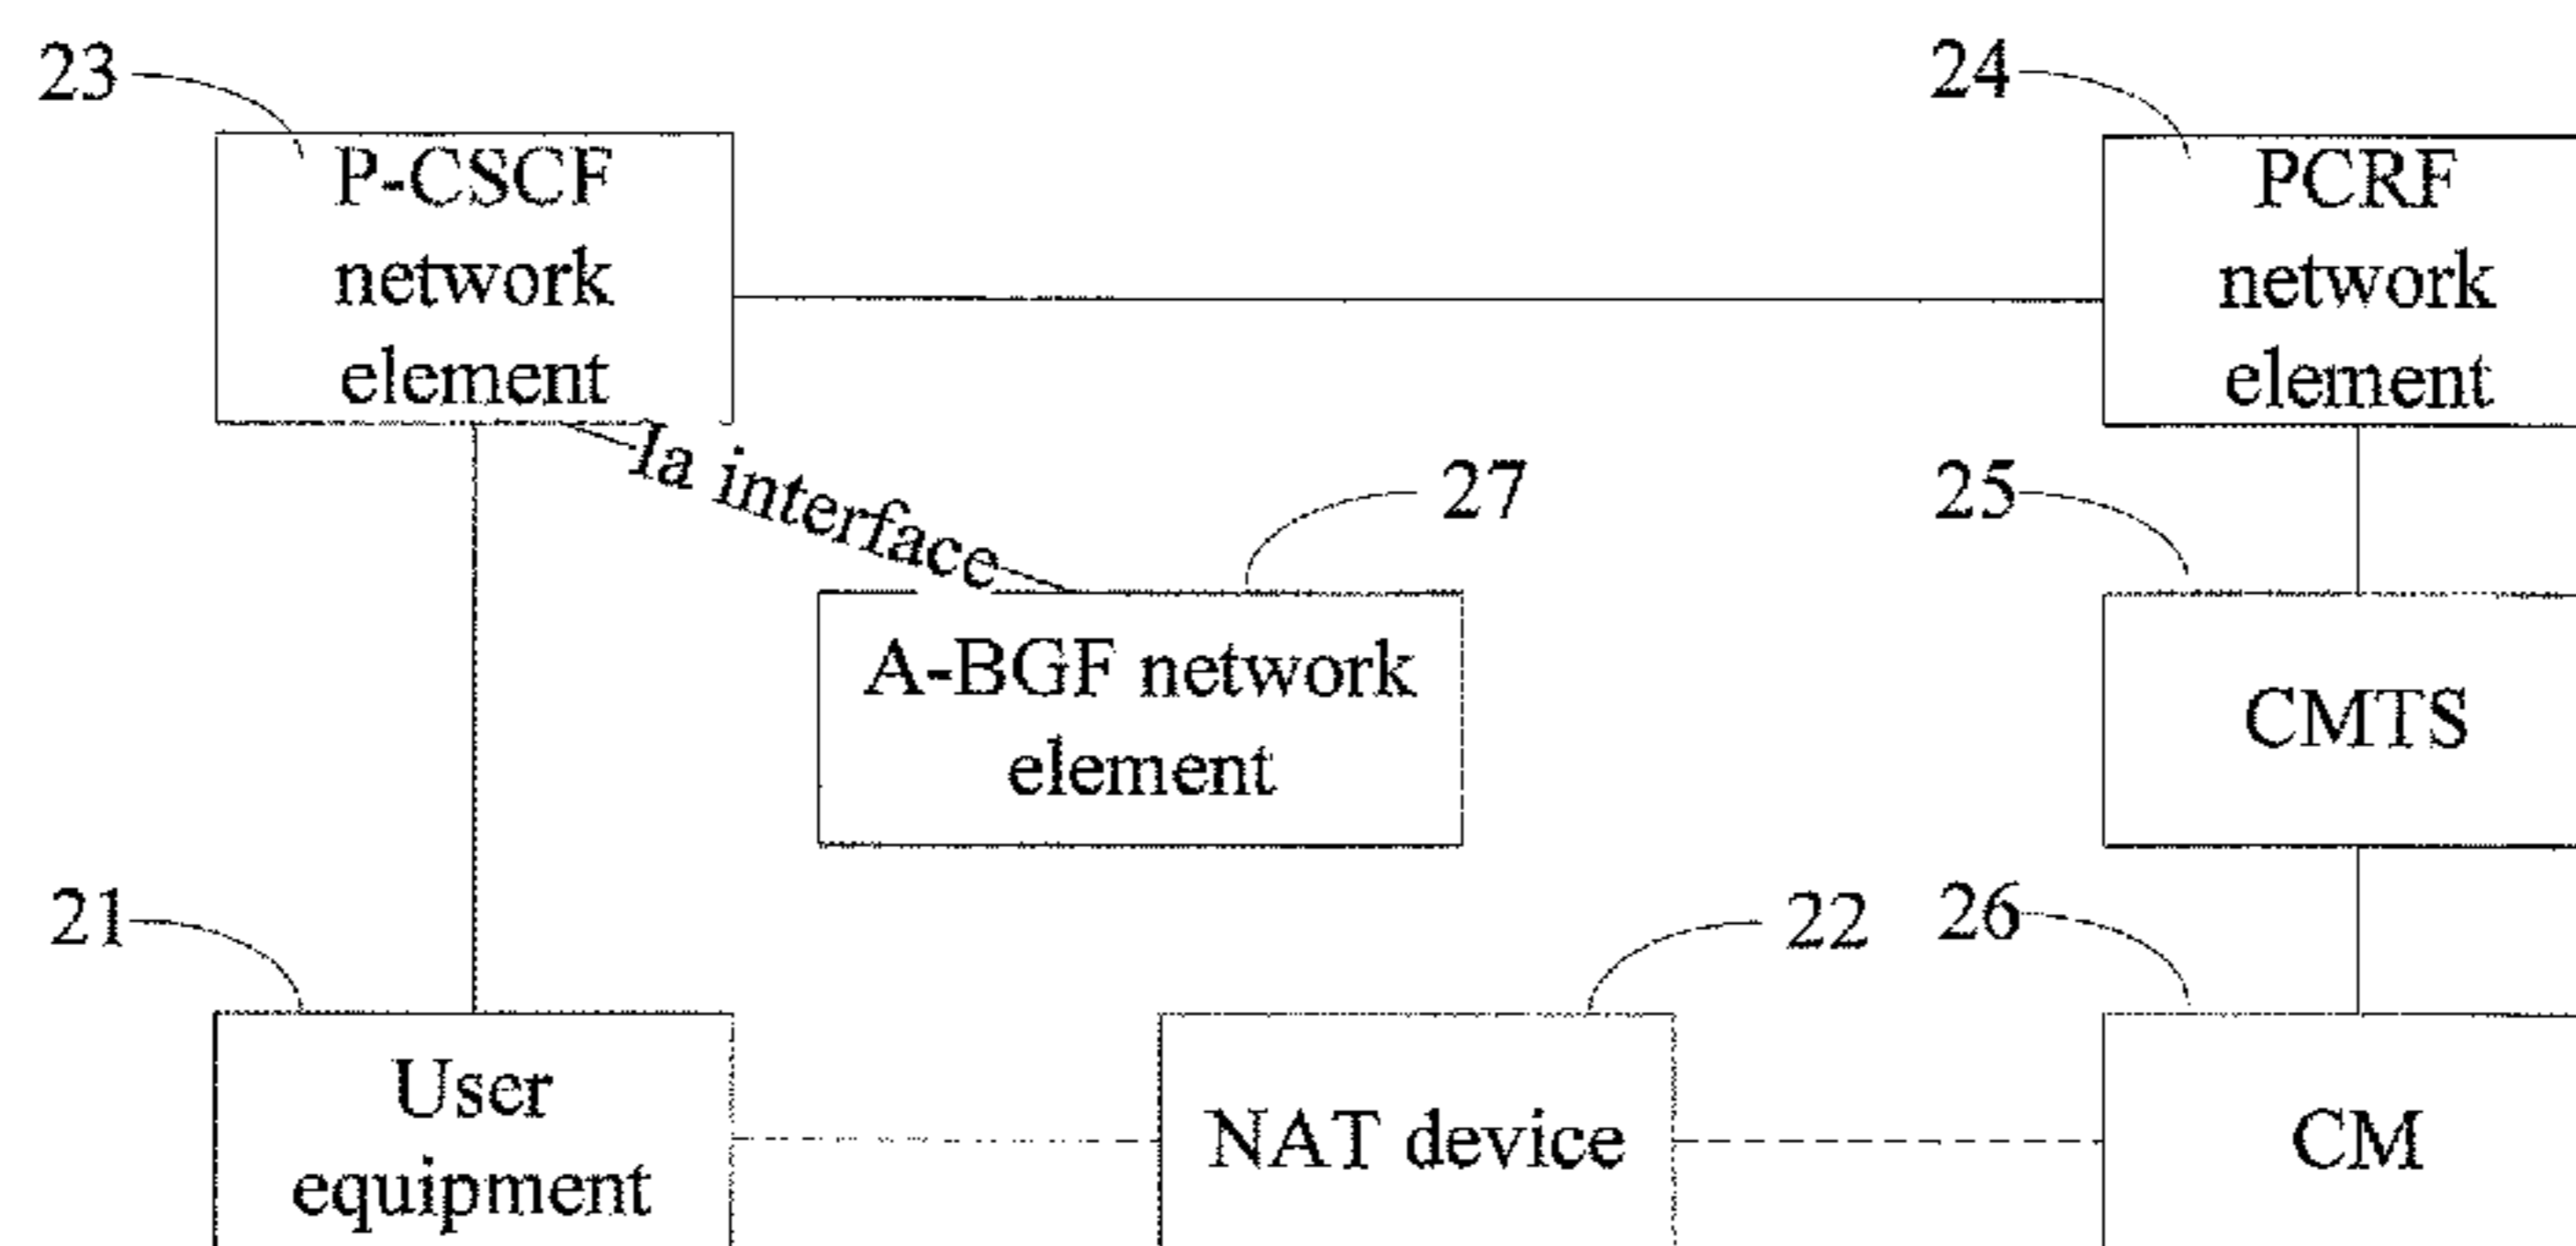 23
24
P-CSCF
network
element
PCRF
network
element
Ia interface
27
25
A-BGF network
element
CMTS
21
22
26
User
equipment
NAT device
CM